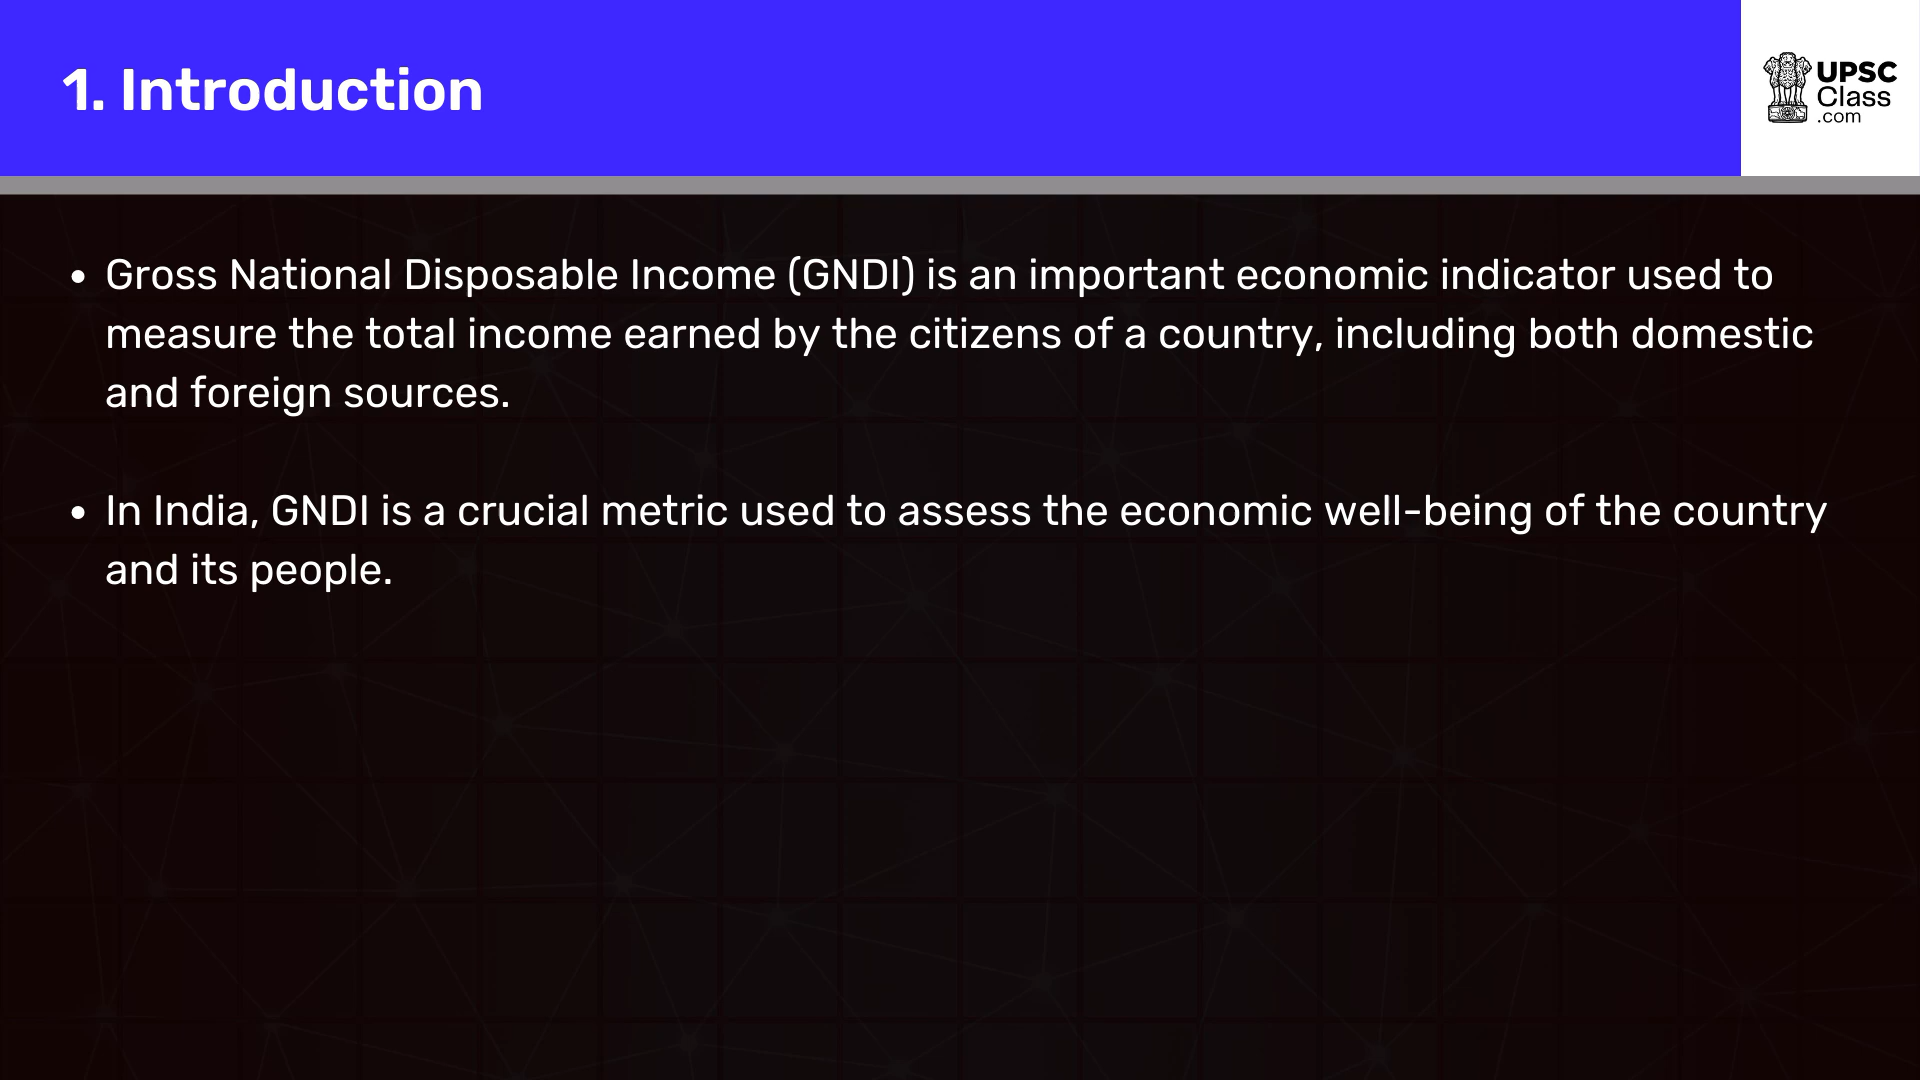 1. Introduction
UPSC
Class
.com
• Gross National Disposable Income (GNDI) is an important economic indicator used to
measure the total income earned by the citizens of a country, including both domestic
and foreign sources.
• In India, GNDI is a crucial metric used to assess the economic well-being of the country
and its people.